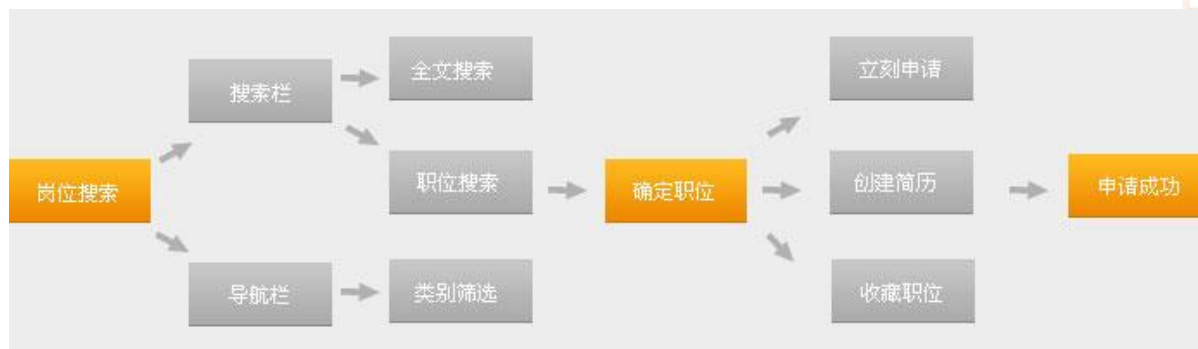 岗位搜索
搜索栏
导航栏
全文搜索
职位搜索
类别筛选
确定职位
立刻申请
创建简历
收藏职位
申请成功